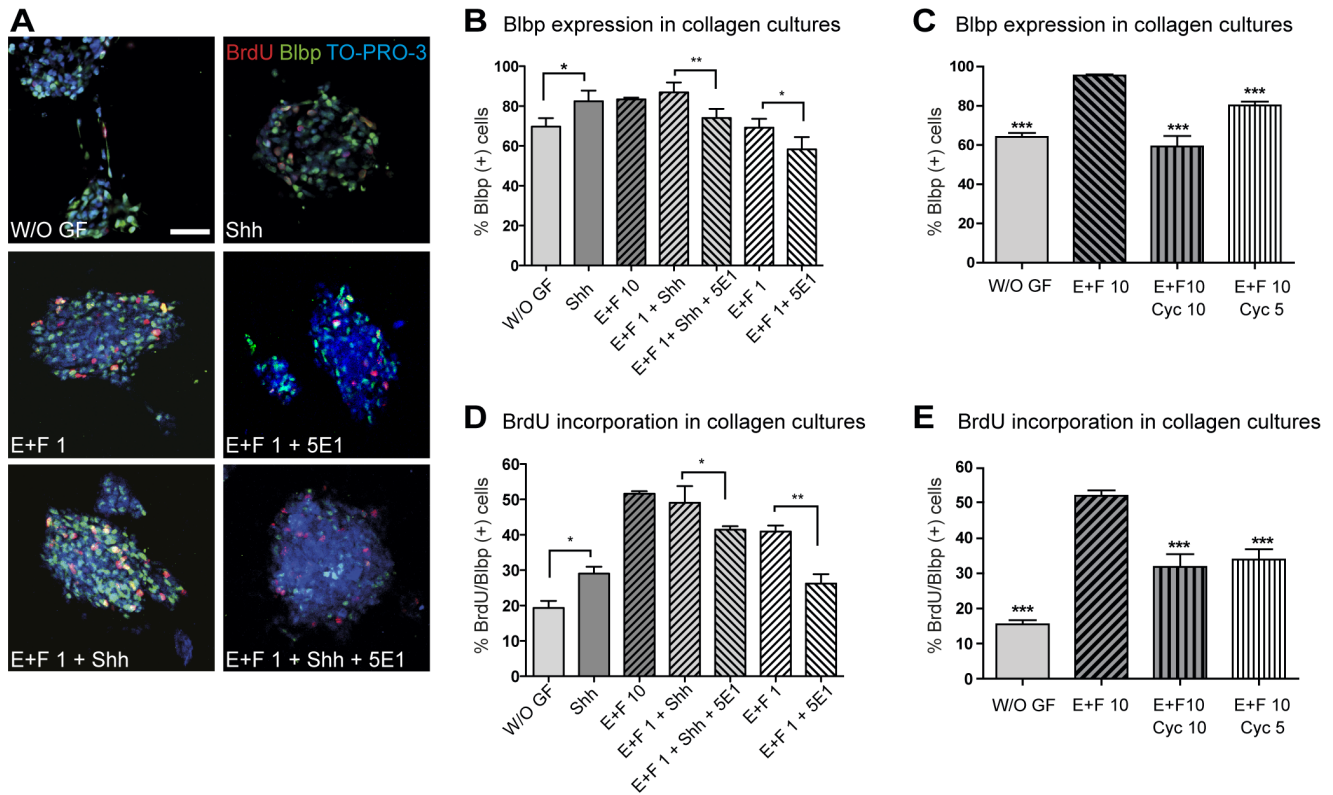 A
BrdU Blbp TO-PRO-3
W/O GF
Shh
E+F 1
E+F 1 + 5E1
E+F 1 + Shh
E+F 1 + Shh + 5E1
B Blbp expression in collagen cultures
% Blbp (+) cells
100
80
60
40
20
0
*
**
*
W/O GF
Shh
E+F 10
E+F 1 + Shh
E+F 1+ Shh + 5E1
E+F 1
E+F 1+ 5E1
C Blbp expression in collagen cultures
% Blbp (+) cells
100
80
60
40
20
0
***
***
***
W/O GF
E+F 10
E+F10
Cyc 10
E+F 10
Cyc 5
D BrdU incorporation in collagen cultures
% BrdU/Blbp (+) cells
60
50
40
30
20
10
0
*
*
**
W/O GF
Shh
E+F 10
E+F 1 + Shh
E+F 1 + Shh + 5E1
E+F 1
E+F 1 + 5E1
E BrdU incorporation in collagen cultures
% BrdU/Blbp (+) cells
60
50
40
30
20
10
0
***
***
***
W/O GF
E+F 10
E+F10
Cyc 10
E+F 10
Cyc 5